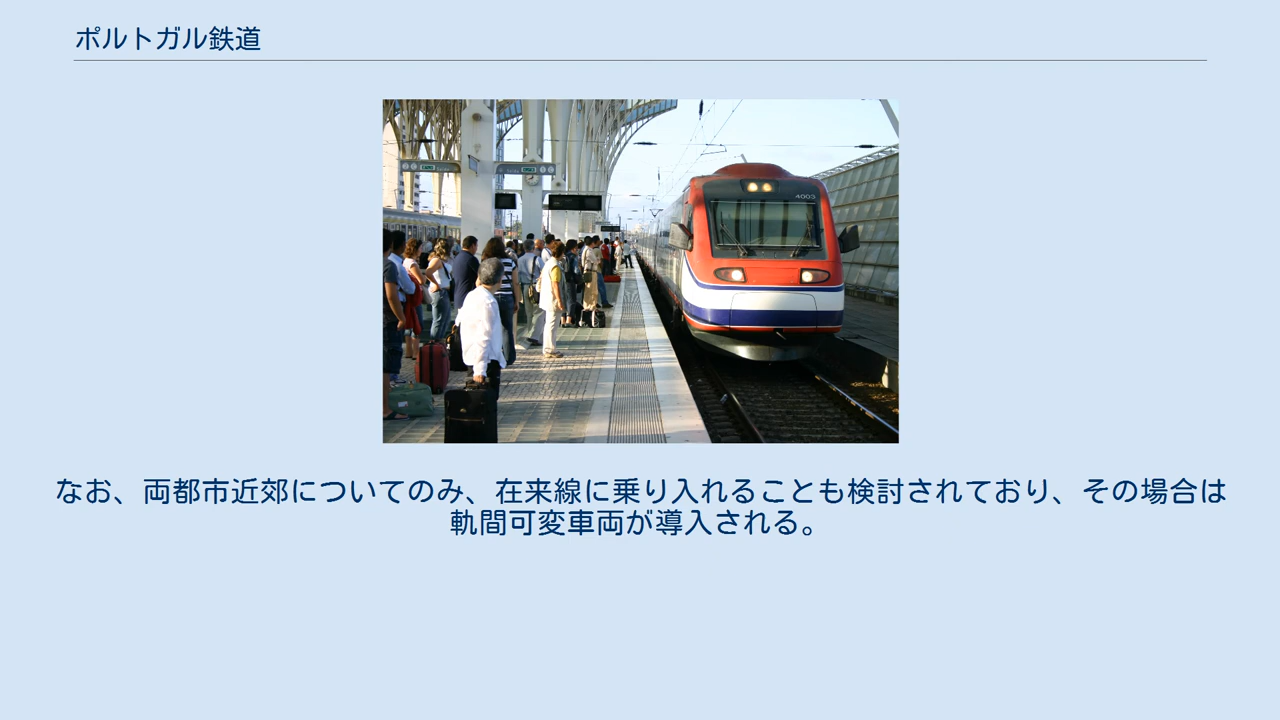 ポルトガル鉄道
4003
なお、両都市近郊についてのみ、在来線に乗り入れることも検討されており、その場合は
軌間可変車両が導入される。